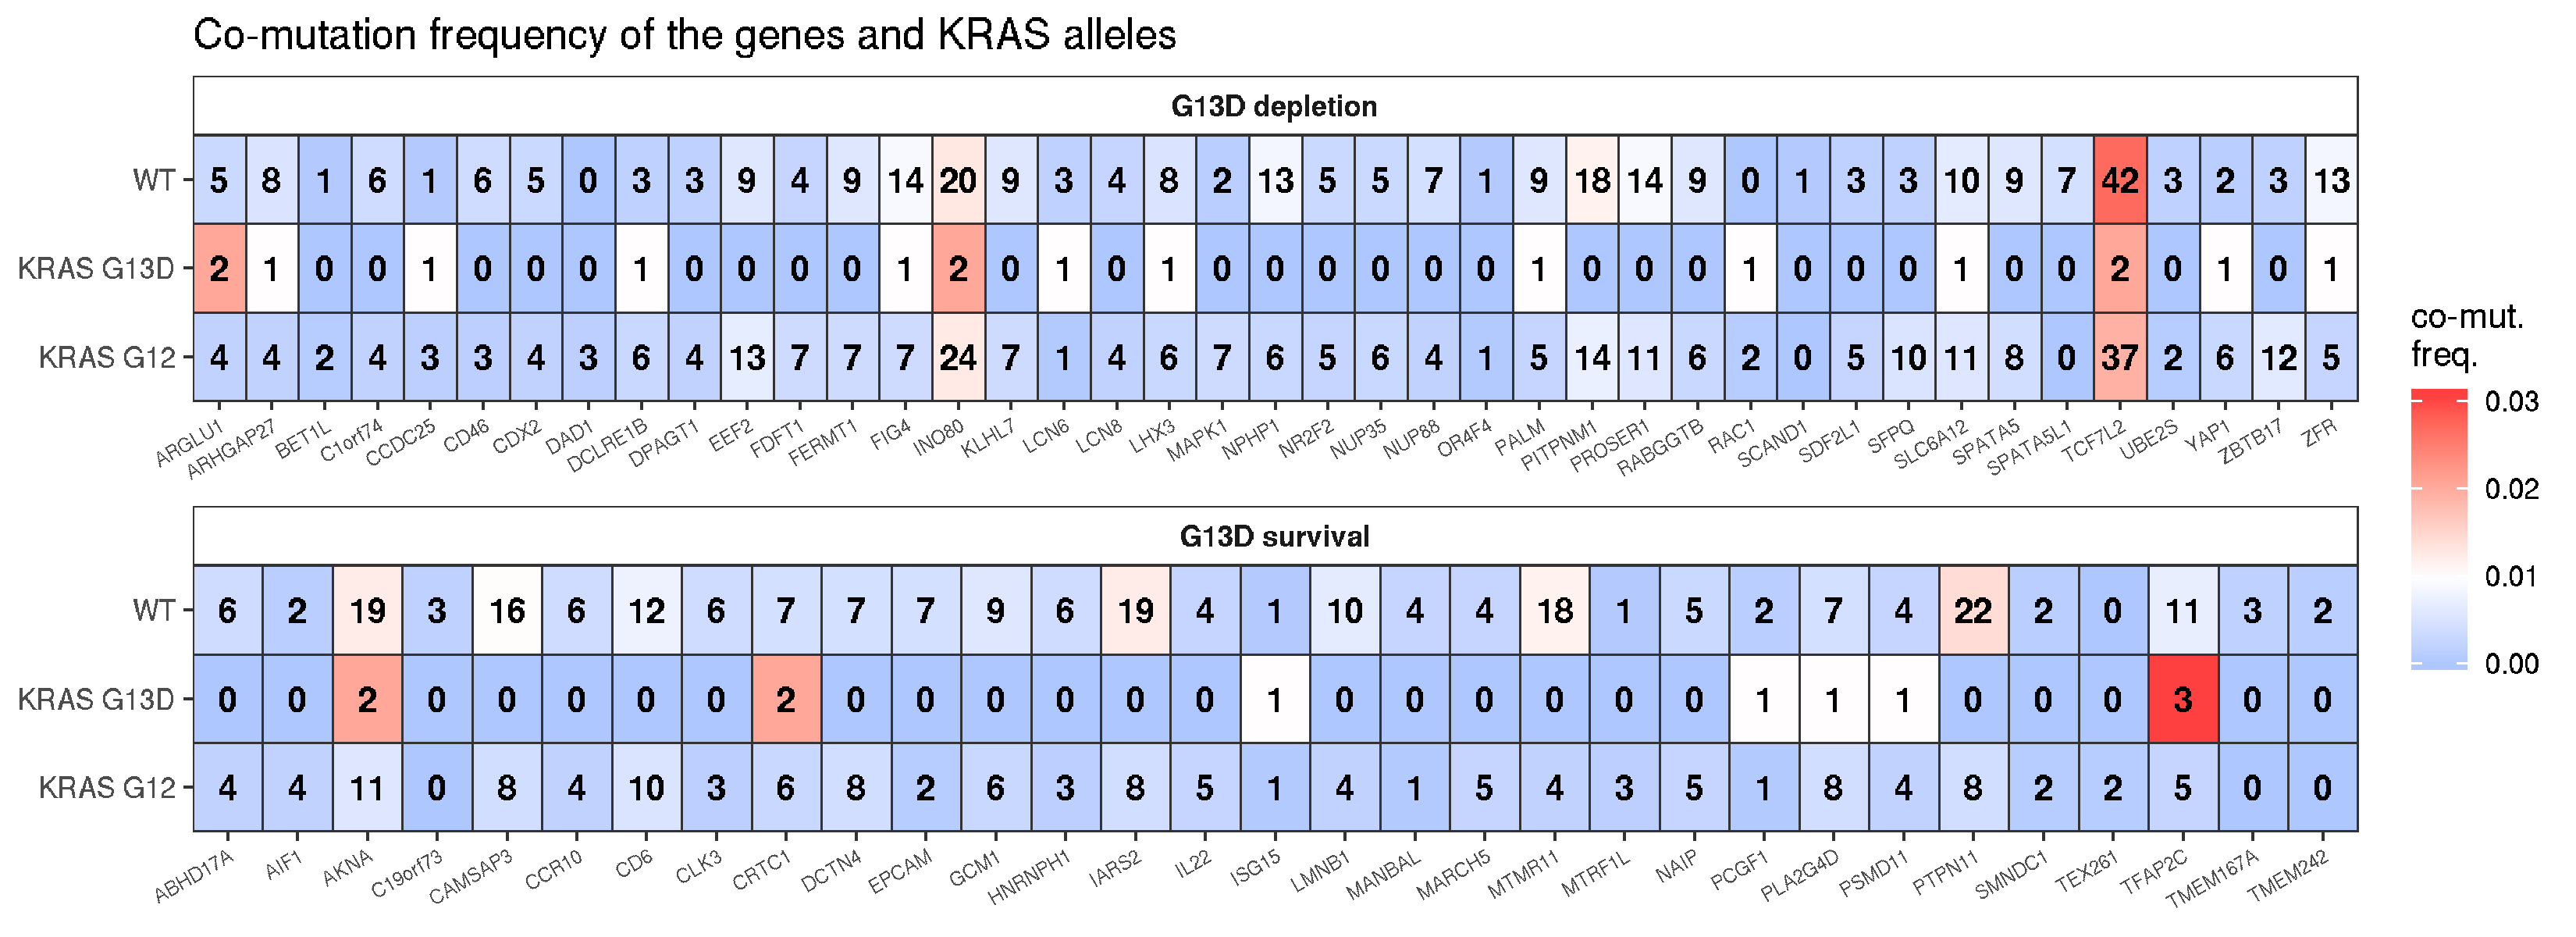 Co-mutation frequency of the genes and KRAS alleles
G13D depletion
WT 5 8 1 6 1 6 5 0 3 3 9 4 9 14 20 9 3 4 8 2 13 5 5 7 1 9 18 14 9 0 1 3 3 10 9 7 42 3 2 3 13
KRAS G13D 2 1 0 0 1 0 0 0 1 0 0 0 0 1 2 0 1 0 1 0 0 0 0 0 0 1 0 0 0 1 0 0 0 1 0 0 2 0 1 0 1
KRAS G12 4 4 2 4 3 3 4 3 6 4 13 7 7 7 24 7 1 4 6 7 6 5 6 4 1 5 14 11 6 2 0 5 10 11 8 0 37 2 6 12 5
ARGLU1 ARHGAP27 BET1L C1orf74 CCDC25 CD46 CDX2 DAD1 DCLRE1B DPAGT1 EEF2 FDFT1 FERMT1 FIG4 INO80 KLHL7 LCN6 LCN8 LHX3 MAPK1 NPHP1 NR2F2 NUP35 NUP88 OR4F4 PALM PITPNM1 PROSER1 RABGGTB RAC1 SCAND1 SDF2L1 SFPQ SLC6A12 SPATA5 SPATA5L1 TCF7L2 UBE2S YAP1 ZBTB17 ZFR
G13D survival
WT 6 2 19 3 16 6 12 6 7 7 7 9 6 19 4 1 10 4 4 18 1 5 2 7 4 22 2 0 11 3 2
KRAS G13D 0 0 2 0 0 0 0 0 2 0 0 0 0 0 0 1 0 0 0 0 0 0 1 1 1 0 0 0 3 0 0
KRAS G12 4 4 11 0 8 4 10 3 6 8 2 6 3 8 5 1 4 1 5 4 3 5 1 8 4 8 2 2 5 0 0
ABHD17A AIF1 AKNA C19orf73 CAMSAP3 CCR10 CD6 CLK3 CRTC1 DCTN4 EPCAM GCM1 HNRNPH1 IARS2 IL22 ISG15 LMNB1 MANBAL MARCH5 MTMR11 MTRF1L NAIP PCGF1 PLA2G4D PSMD11 PTPN11 SMNDC1 TEX261 TFAP2C TMEM167A TMEM242
co-mut.
freq.
0.03
0.02
0.01
0.00